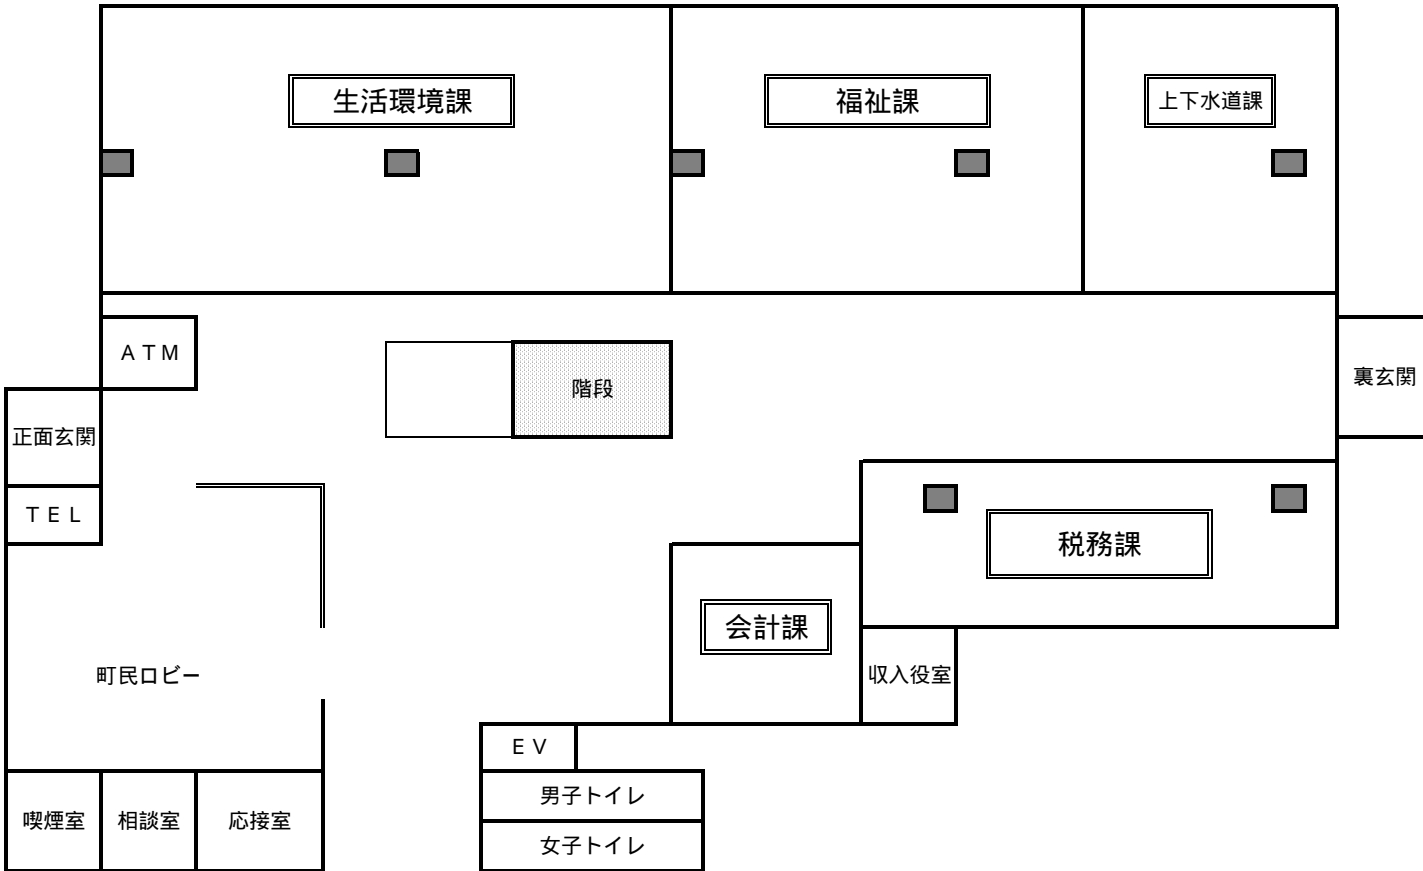 生活環境課
福祉課
上下水道課
ＡＴＭ
階段
裏玄関
正面玄関
ＴＥＬ
税務課
会計課
収入役室
町民ロビー
ＥＶ
男子トイレ
喫煙室
相談室
応接室
女子トイレ